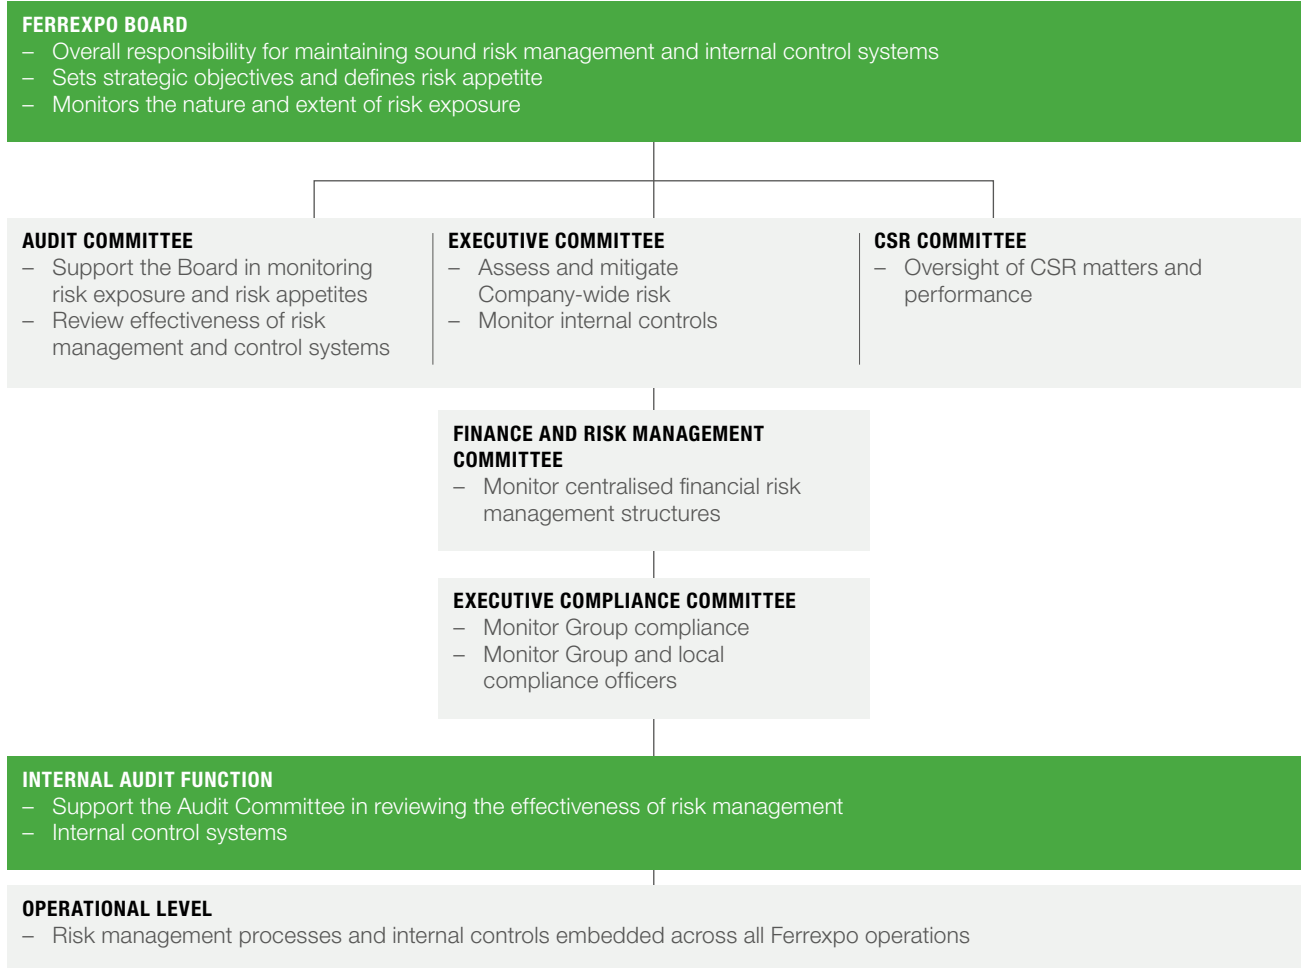 FERREXPO BOARD
– Overall responsibility for maintaining sound risk management and internal control systems
– Sets strategic objectives and defines risk appetite
– Monitors the nature and extent of risk exposure
AUDIT COMMITTEE
– Support the Board in monitoring
risk exposure and risk appetites
– Review effectiveness of risk
management and control systems
EXECUTIVE COMMITTEE
– Assess and mitigate
Company-wide risk
– Monitor internal controls
CSR COMMITTEE
– Oversight of CSR matters and
performance
FINANCE AND RISK MANAGEMENT
COMMITTEE
– Monitor centralised financial risk
management structures
EXECUTIVE COMPLIANCE COMMITTEE
– Monitor Group compliance
– Monitor Group and local
compliance officers
INTERNAL AUDIT FUNCTION
– Support the Audit Committee in reviewing the effectiveness of risk management
– Internal control systems
OPERATIONAL LEVEL
– Risk management processes and internal controls embedded across all Ferrexpo operations